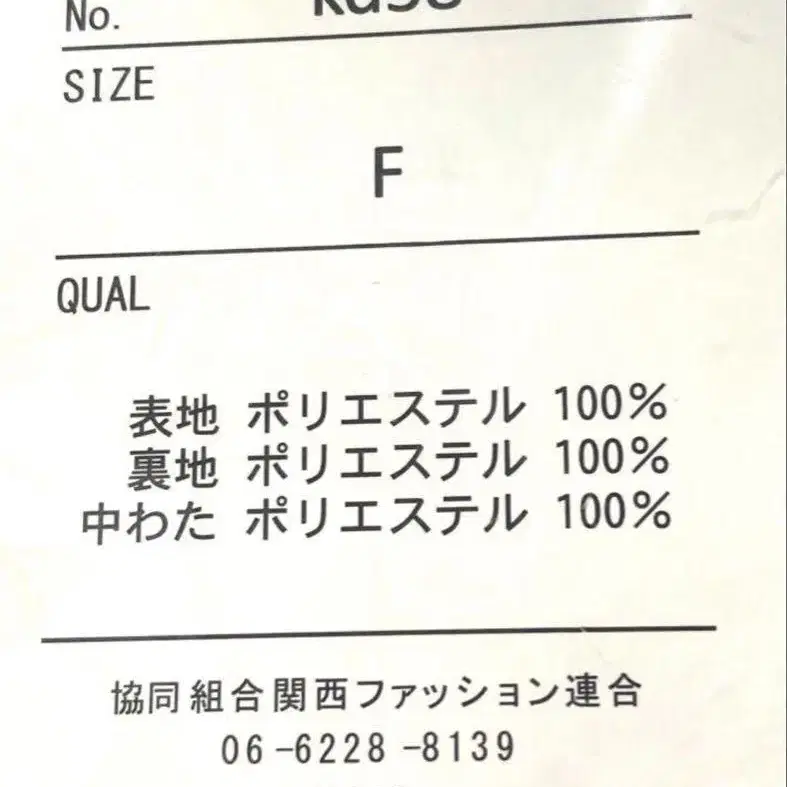 No.
SIZE
F
QUAL
表地 ポリエステル 100%
裏地 ポリエステル 100%
中わた ポリエステル 100%
協同組合関西ファッション連合
06-6228-8139